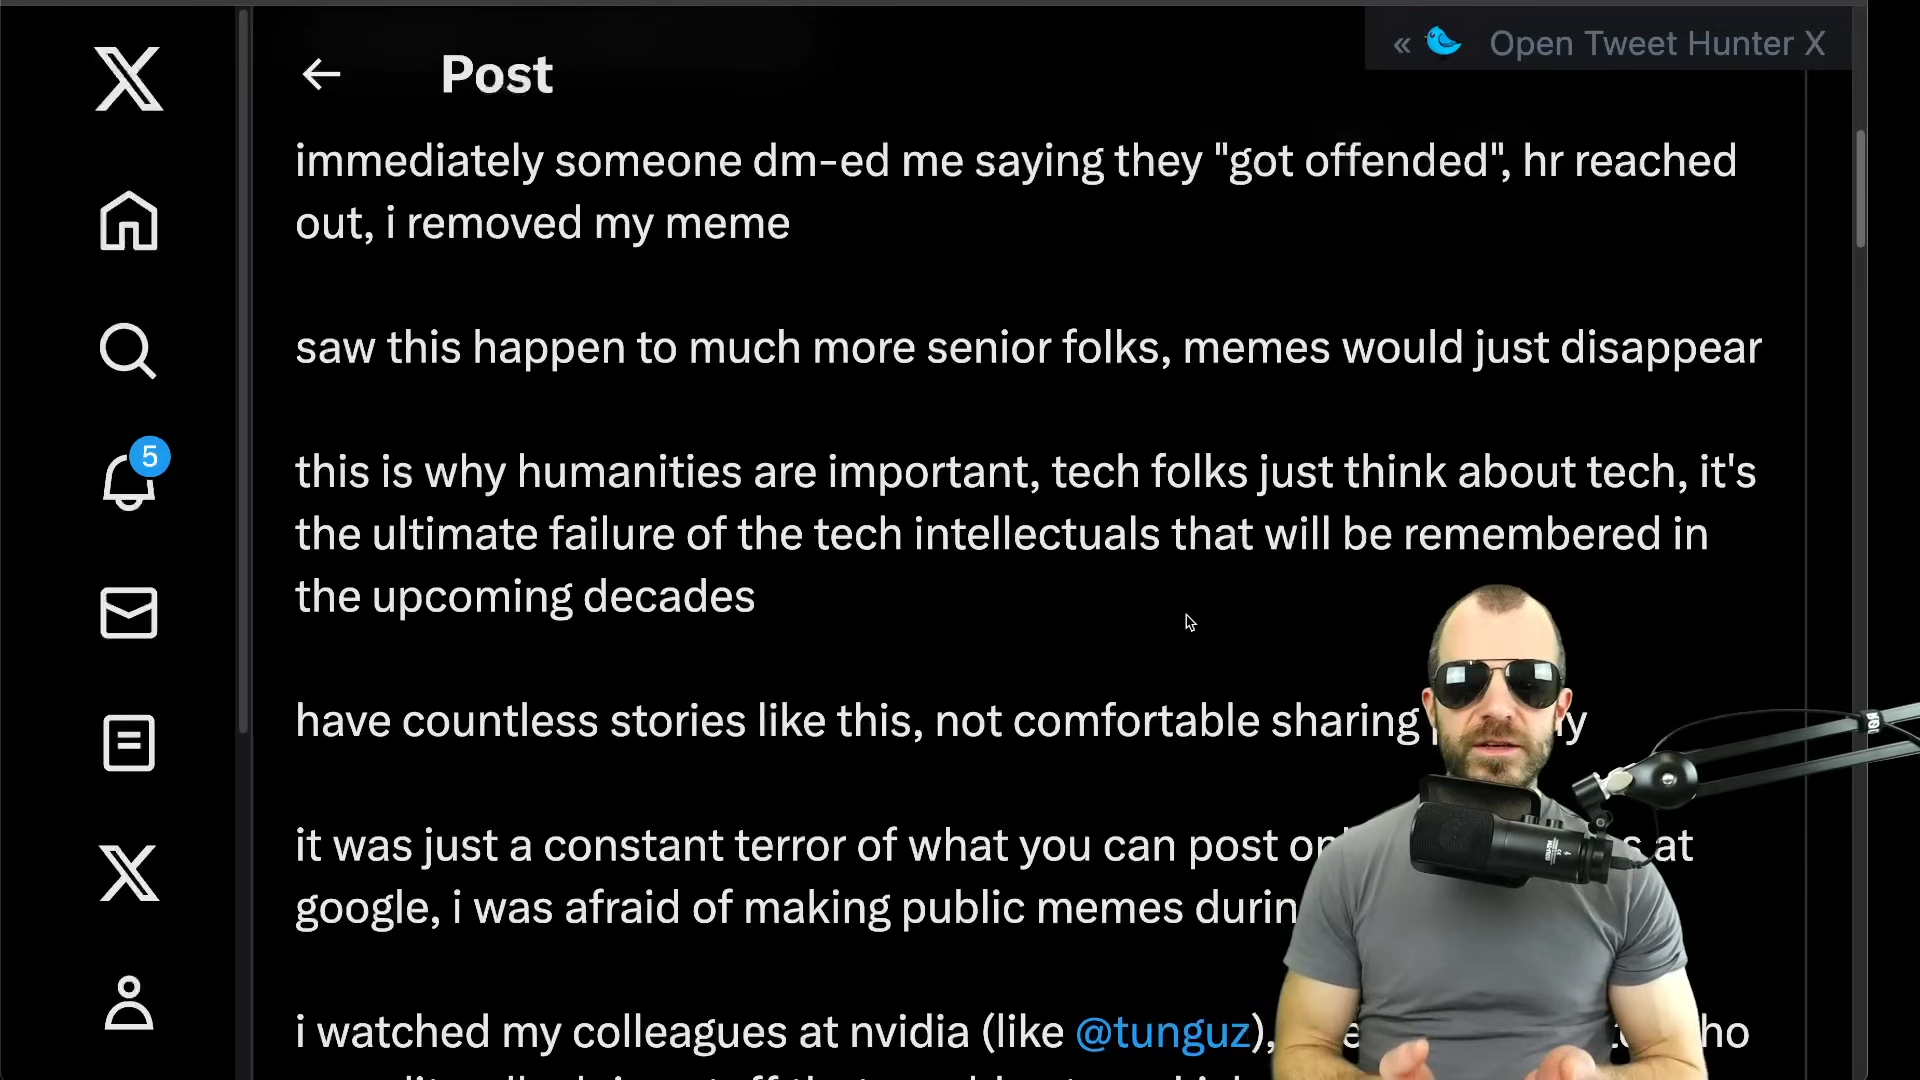 « Open Tweet Hunter X
Post
immediately someone dm-ed me saying they "got offended", hr reached
out, i removed my meme
saw this happen to much more senior folks, memes would just disappear
5
this is why humanities are important, tech folks just think about tech, it's
the ultimate failure of the tech intellectuals that will be remembered in
the upcoming decades
have countless stories like this, not comfortable sharing
it was just a constant terror of what you can post at
google, i was afraid of making public memes
i watched my colleagues at nvidia (like @tunguz),